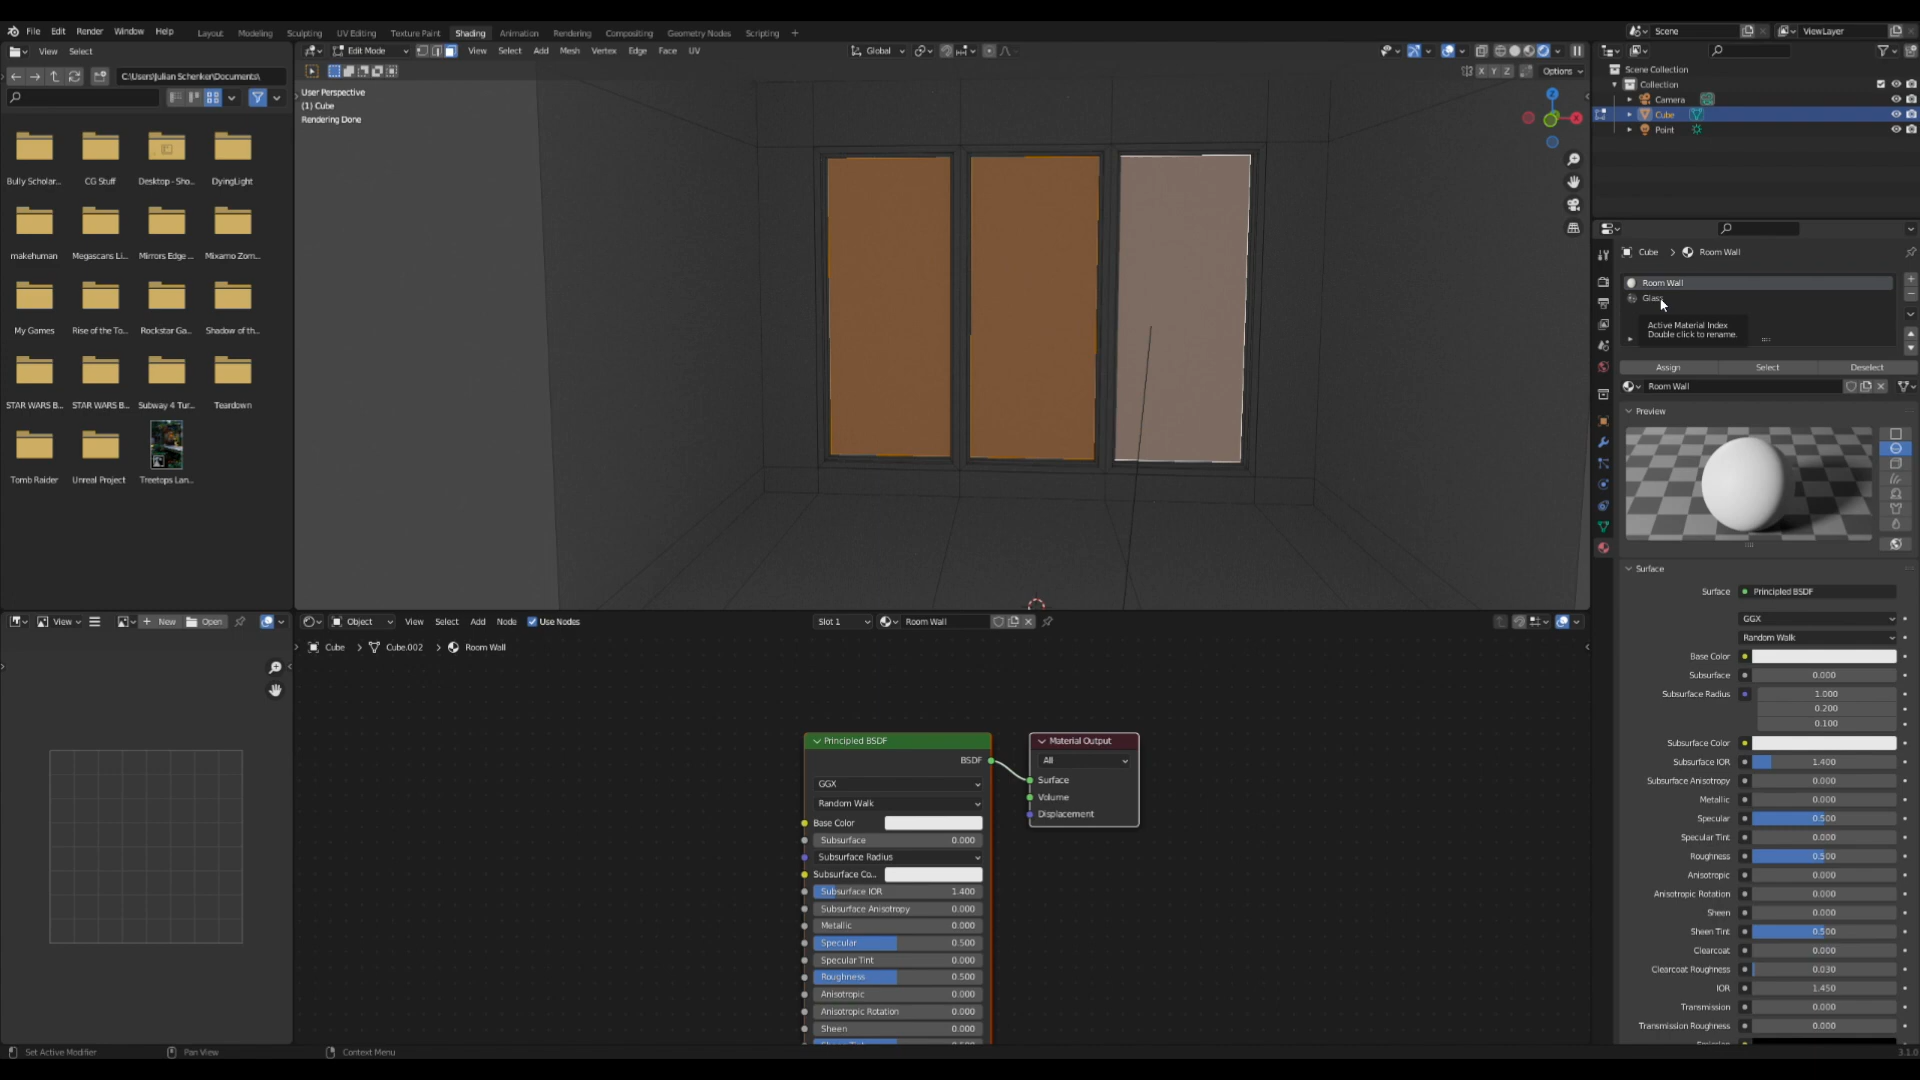 File Edit Render Window Help Layout Modeling Sculpting UV Editing Texture Paint Shading Animation Rendering Compositing Geometry Nodes Scripting +
Scene
ViewLayer
View Select
C:\Users\Julian Schenker\Documents\
Bully Scholar... CG Stuff Desktop - Sho... DyingLight
makehuman Megascans Li... Mirrors Edge ... Mixamo Zom...
My Games Rise of the To... Rockstar Ga... Shadow of th...
STAR WARS B... STAR WARS B... Subway 4 Tur... Teardown
Tomb Raider Unreal Project Treetops Lan...
Edit Mode View Select Add Mesh Vertex Edge Face UV
Global
X Y Z Options
User Perspective
(1) Cube
Rendering Done
Z
X
Scene Collection
Collection
Camera
Cube
Point
Cube > Room Wall
Room Wall
Glass
Active Material Index
Double click to rename.
Assign Select Deselect
Room Wall
Preview
Surface
Surface Principled BSDF
GGX
Random Walk
Base Color
Subsurface 0.000
Subsurface Radius 1.000
0.200
0.100
Subsurface Color
Subsurface IOR 1.400
Subsurface Anisotropy 0.000
Metallic 0.000
Specular 0.500
Specular Tint 0.000
Roughness 0.500
Anisotropic 0.000
Anisotropic Rotation 0.000
Sheen 0.000
Sheen Tint 0.500
Clearcoat 0.000
Clearcoat Roughness 0.030
IOR 1.450
Transmission 0.000
Transmission Roughness 0.000
View
New Open
Object View Select Add Node Use Nodes
Slot 1 Room Wall
Cube > Cube.002 > Room Wall
Principled BSDF
BSDF
GGX
Random Walk
Base Color
Subsurface 0.000
Subsurface Radius
Subsurface Co...
Subsurface IOR 1.400
Subsurface Anisotropy 0.000
Metallic 0.000
Specular 0.500
Specular Tint 0.000
Roughness 0.500
Anisotropic 0.000
Anisotropic Rotation 0.000
Sheen 0.000
Material Output
All
Surface
Volume
Displacement
Set Active Modifier
Pan View
Context Menu
3.1.0